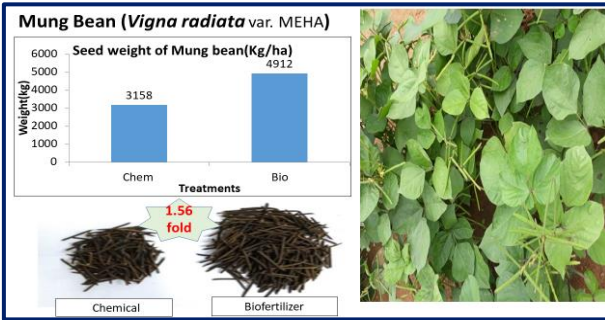 Mung Bean (Vigna radiata var. MEHA)
Seed weight of Mung bean(Kg/ha)
Weight(kg)
6000
5000
4000
3000
2000
1000
0
3158
4912
Chem
Bio
Treatments
1.56
fold
Chemical
Biofertilizer